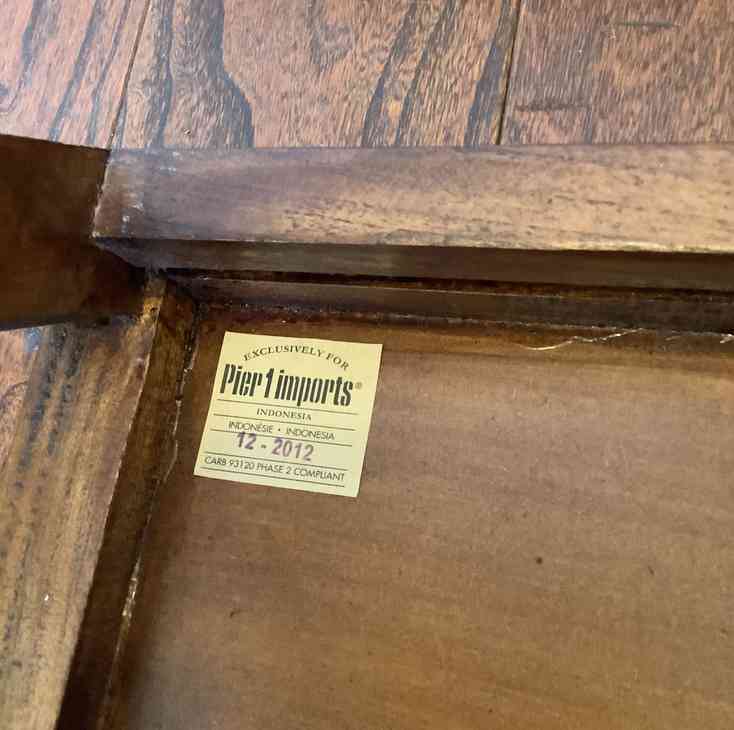 EXCLUSIVELY FOR
Pier 1 imports®
INDONESIA
INDONÉSIE • INDONESIA
12 - 2012
CARB 93120 PHASE 2 COMPLIANT